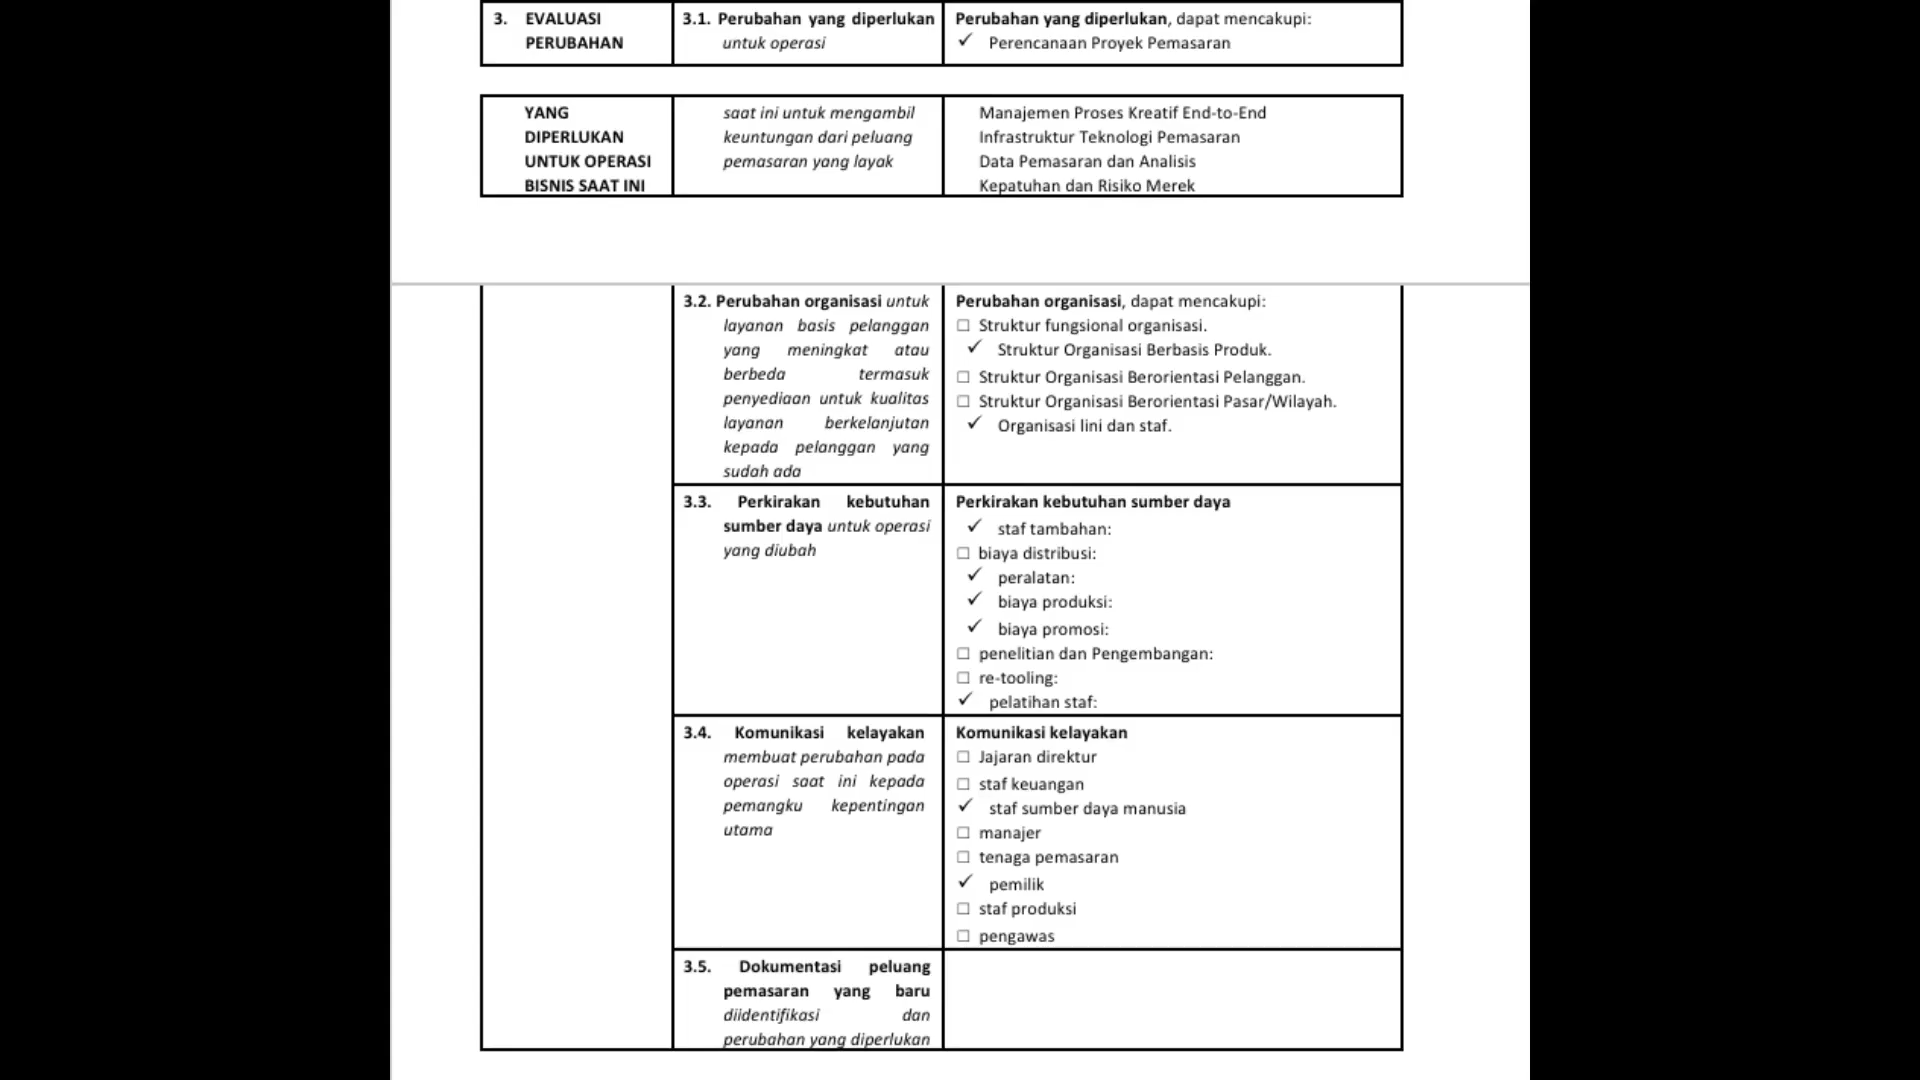 3. EVALUASI
PERUBAHAN
3.1. Perubahan yang diperlukan
untuk operasi
Perubahan yang diperlukan, dapat mencakupi:
✓ Perencanaan Proyek Pemasaran
YANG
DIPERLUKAN
UNTUK OPERASI
BISNIS SAAT INI
saat ini untuk mengambil
keuntungan dari peluang
pemasaran yang layak
Manajemen Proses Kreatif End-to-End
Infrastruktur Teknologi Pemasaran
Data Pemasaran dan Analisis
Kepatuhan dan Risiko Merek
3.2. Perubahan organisasi untuk
layanan basis pelanggan
yang meningkat atau
berbeda termasuk
penyediaan untuk kualitas
layanan berkelanjutan
kepada pelanggan yang
sudah ada
Perubahan organisasi, dapat mencakupi:
☐ Struktur fungsional organisasi.
✓ Struktur Organisasi Berbasis Produk.
☐ Struktur Organisasi Berorientasi Pelanggan.
☐ Struktur Organisasi Berorientasi Pasar/Wilayah.
✓ Organisasi lini dan staf.
3.3. Perkirakan kebutuhan
sumber daya untuk operasi
yang diubah
Perkirakan kebutuhan sumber daya
✓ staf tambahan:
☐ biaya distribusi:
✓ peralatan:
✓ biaya produksi:
✓ biaya promosi:
☐ penelitian dan Pengembangan:
☐ re-tooling:
✓ pelatihan staf:
3.4. Komunikasi kelayakan
membuat perubahan pada
operasi saat ini kepada
pemangku kepentingan
utama
Komunikasi kelayakan
☐ Jajaran direktur
☐ staf keuangan
✓ staf sumber daya manusia
☐ manajer
☐ tenaga pemasaran
✓ pemilik
☐ staf produksi
☐ pengawas
3.5. Dokumentasi peluang
pemasaran yang baru
diidentifikasi dan
perubahan yang diperlukan